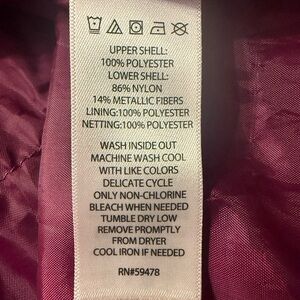 UPPER SHELL:
100% POLYESTER
LOWER SHELL:
86% NYLON
14% METALLIC FIBERS
LINING:100% POLYESTER
NETTING:100% POLYESTER
WASH INSIDE OUT
MACHINE WASH COOL
WITH LIKE COLORS
DELICATE CYCLE
ONLY NON-CHLORINE
BLEACH WHEN NEEDED
TUMBLE DRY LOW
REMOVE PROMPTLY
FROM DRYER
COOL IRON IF NEEDED
RN#59478